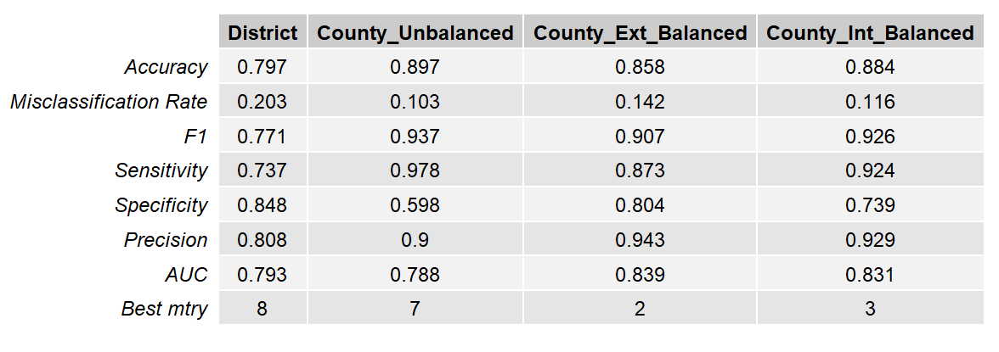 District County_Unbalanced County_Ext_Balanced County_Int_Balanced
Accuracy 0.797 0.897 0.858 0.884
Misclassification Rate 0.203 0.103 0.142 0.116
F1 0.771 0.937 0.907 0.926
Sensitivity 0.737 0.978 0.873 0.924
Specificity 0.848 0.598 0.804 0.739
Precision 0.808 0.9 0.943 0.929
AUC 0.793 0.788 0.839 0.831
Best mtry 8 7 2 3